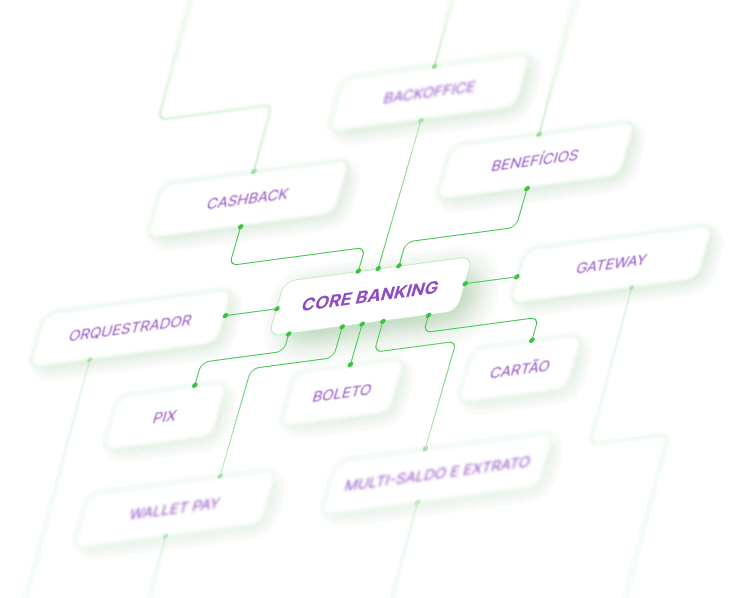 BACKOFFICE
BENEFÍCIOS
CASHBACK
GATEWAY
CORE BANKING
ORQUESTRADOR
CARTÃO
BOLETO
PIX
MULTI-SALDO E EXTRATO
WALLET PAY